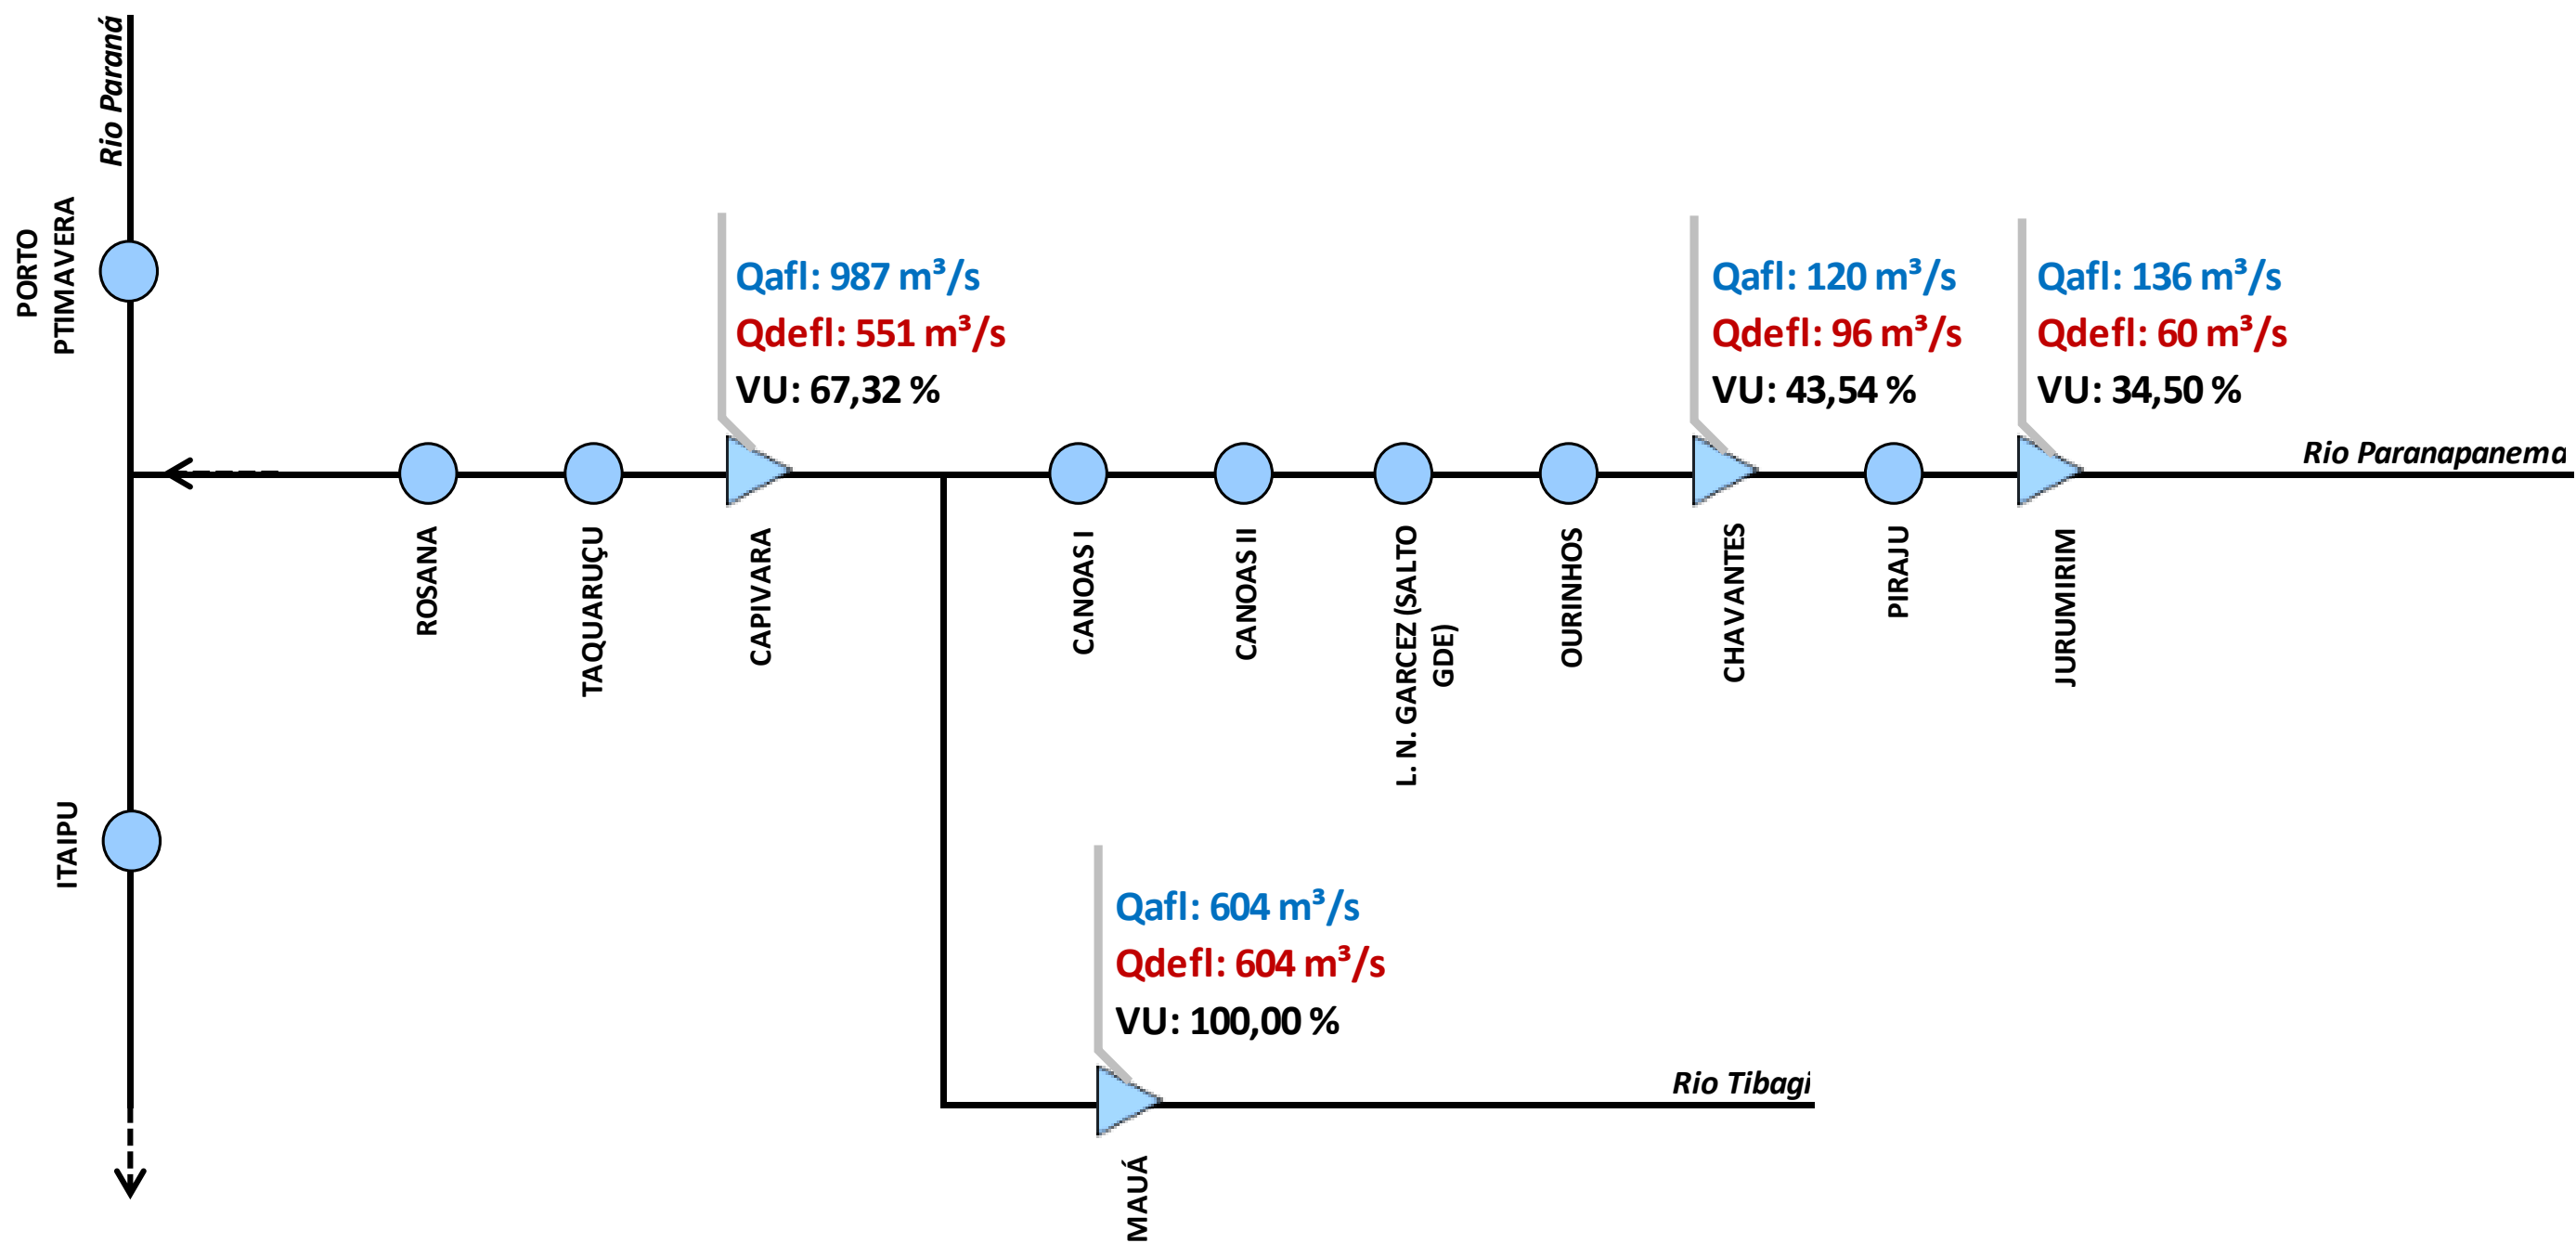 Rio Paraná
PORTO
PTIMAVERA
Qafl: 987 m³/s
Qdefl: 551 m³/s
VU: 67,32 %
Qafl: 120 m³/s
Qdefl: 96 m³/s
VU: 43,54 %
Qafl: 136 m³/s
Qdefl: 60 m³/s
VU: 34,50 %
Rio Paranapanema
ROSANA
TAQUARUÇU
CAPIVARA
CANOAS I
CANOAS II
L. N. GARCEZ (SALTO
GDE)
OURINHOS
CHAVANTES
PIRAJU
JURUMIRIM
ITAIPU
Qafl: 604 m³/s
Qdefl: 604 m³/s
VU: 100,00 %
Rio Tibagi
MAUÁ